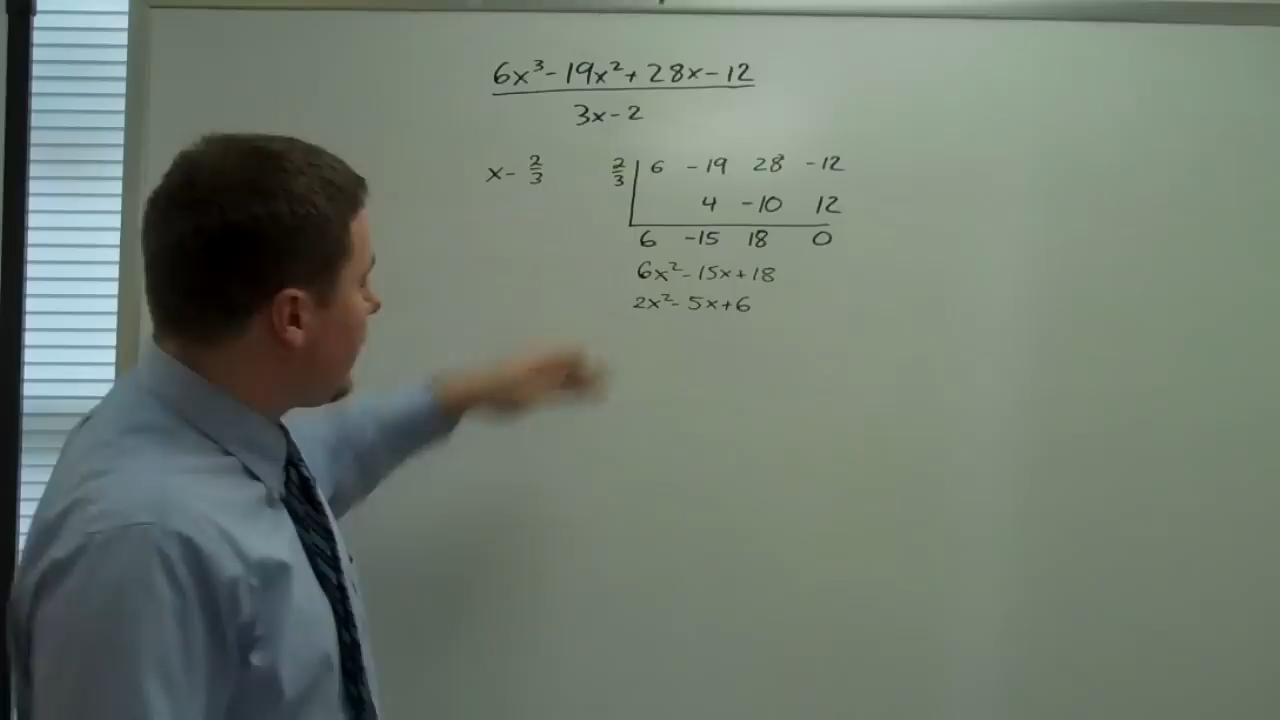 6x³-19x²+28x-12
3x-2
x-2/3
2/3 | 6 -19 28 -12
4 -10 12
6 -15 18 0
6x²-15x+18
2x²-5x+6